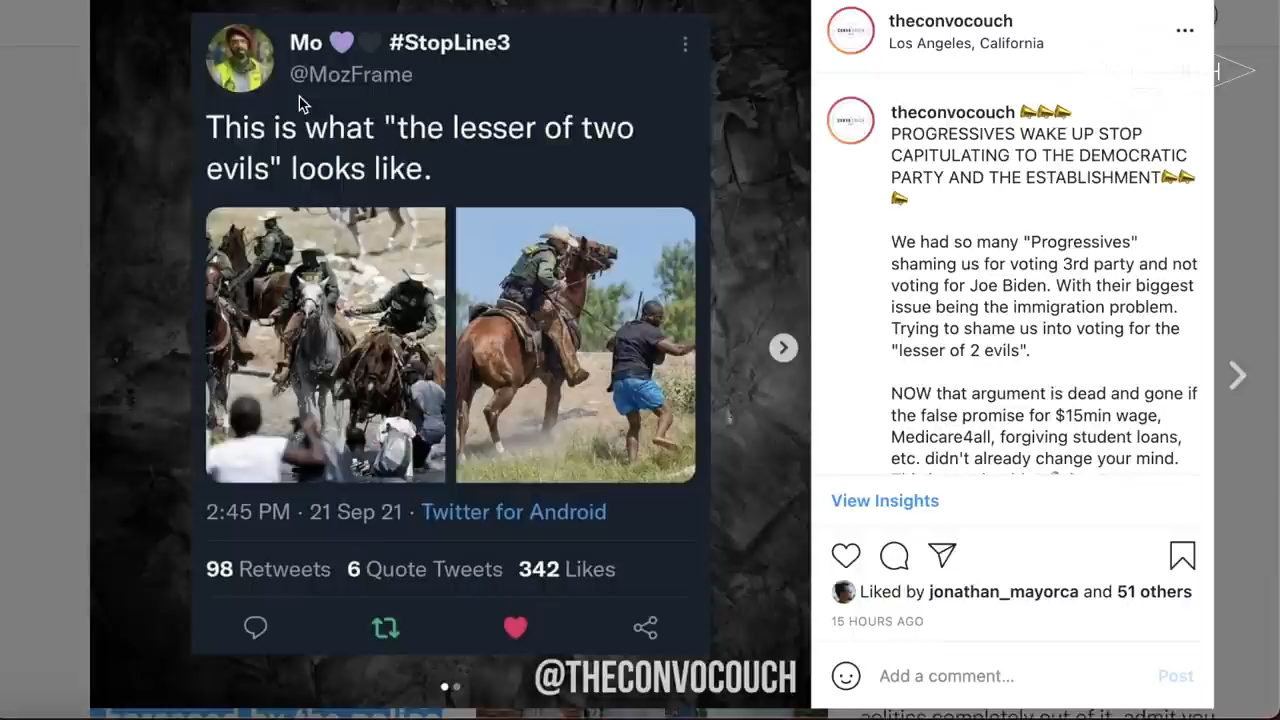 Mo 💜 🖤 #StopLine3
@MozFrame
This is what "the lesser of two
evils" looks like.
2:45 PM · 21 Sep 21 · Twitter for Android
98 Retweets 6 Quote Tweets 342 Likes
@THECONVOCOUCH
theconvocouch
Los Angeles, California
theconvocouch 📣📣📣
PROGRESSIVES WAKE UP STOP
CAPITULATING TO THE DEMOCRATIC
PARTY AND THE ESTABLISHMENT📣📣
📣
We had so many "Progressives"
shaming us for voting 3rd party and not
voting for Joe Biden. With their biggest
issue being the immigration problem.
Trying to shame us into voting for the
"lesser of 2 evils".
NOW that argument is dead and gone if
the false promise for $15min wage,
Medicare4all, forgiving student loans,
etc. didn't already change your mind.
View Insights
Liked by jonathan_mayorca and 51 others
15 HOURS AGO
Add a comment...
Post